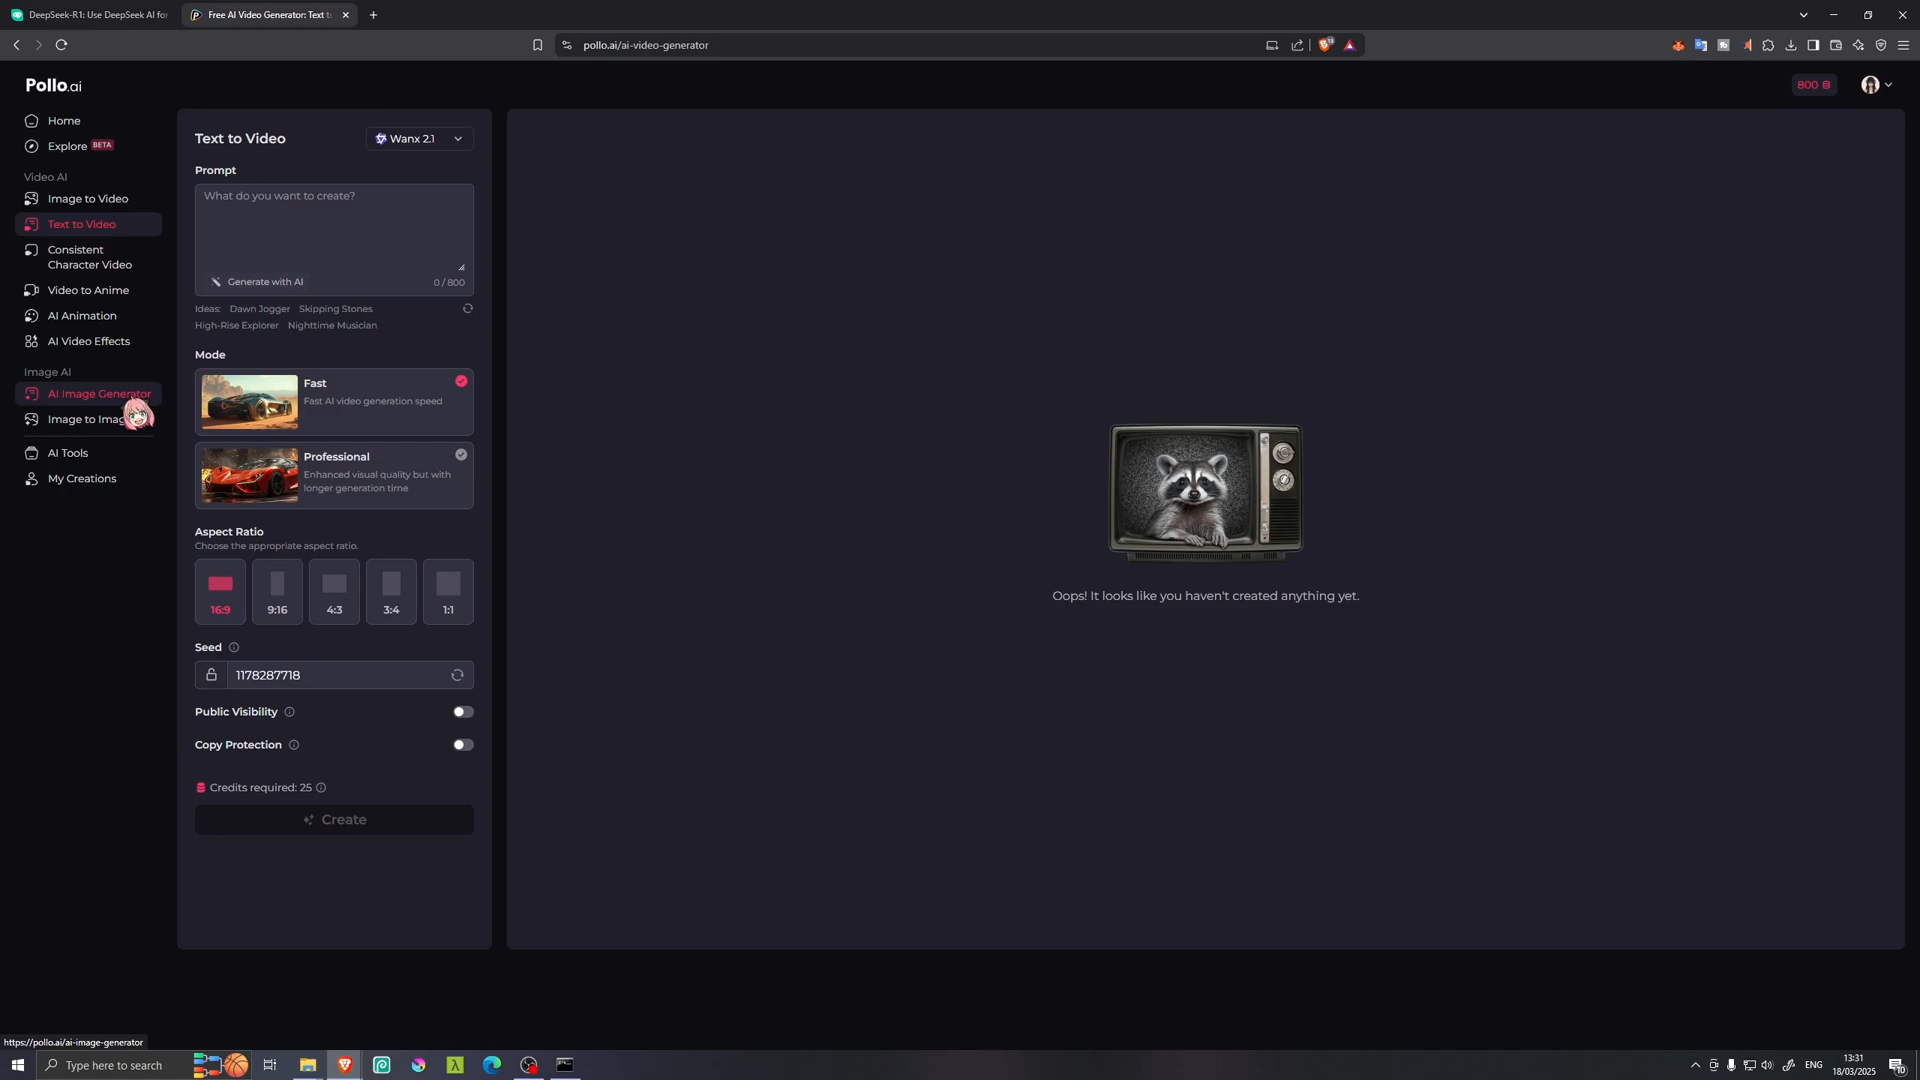 DeepSeek-R1: Use DeepSeek AI for
Free AI Video Generator: Text t
pollo.ai/ai-video-generator
Pollo.ai
800
Home
Explore BETA
Video AI
Image to Video
Text to Video
Consistent
Character Video
Video to Anime
AI Animation
AI Video Effects
Image AI
AI Image Generator
Image to Imag
AI Tools
My Creations
Text to Video
Wanx 2.1
Prompt
What do you want to create?
Generate with AI
0 / 800
Ideas: Dawn Jogger Skipping Stones
High-Rise Explorer Nighttime Musician
Mode
Fast
Fast AI video generation speed
Professional
Enhanced visual quality but with
longer generation time
Aspect Ratio
Choose the appropriate aspect ratio.
16:9 9:16 4:3 3:4 1:1
Seed
1178287718
Public Visibility
Copy Protection
Credits required: 25
Create
Oops! It looks like you haven't created anything yet.
https://pollo.ai/ai-image-generator
Type here to search
ENG
13:31
18/03/2025